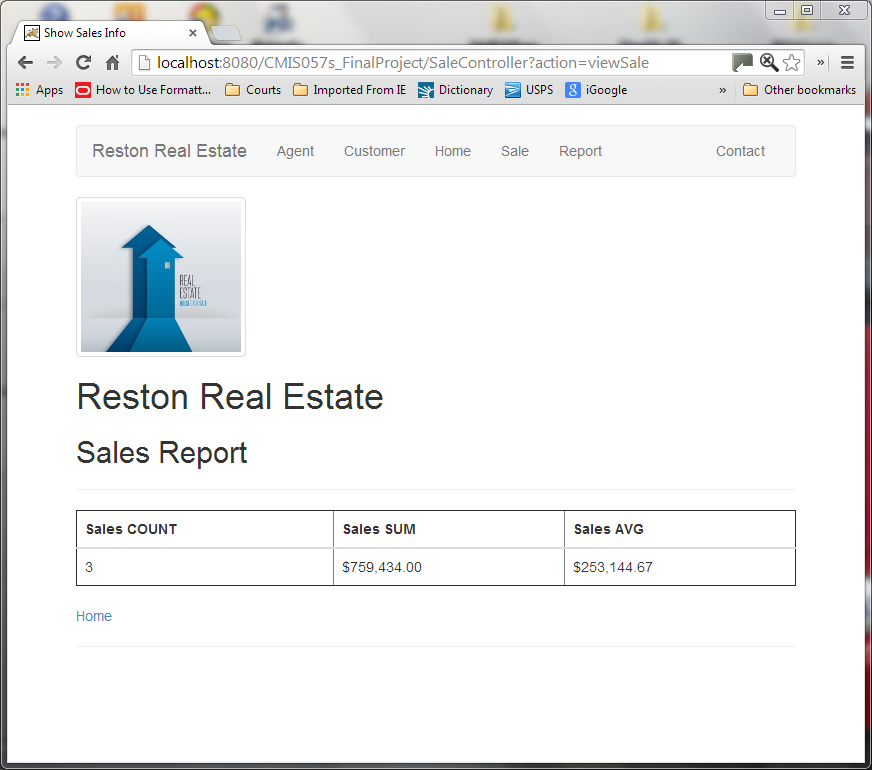 Show Sales Info
localhost:8080/CMIS057s_FinalProject/SaleController?action=viewSale
Apps How to Use Formatt... Courts Imported From IE Dictionary USPS iGoogle » Other bookmarks
Reston Real Estate Agent Customer Home Sale Report Contact
REAL
ESTATE
Reston Real Estate
Sales Report
Sales COUNT Sales SUM Sales AVG
3 $759,434.00 $253,144.67
Home